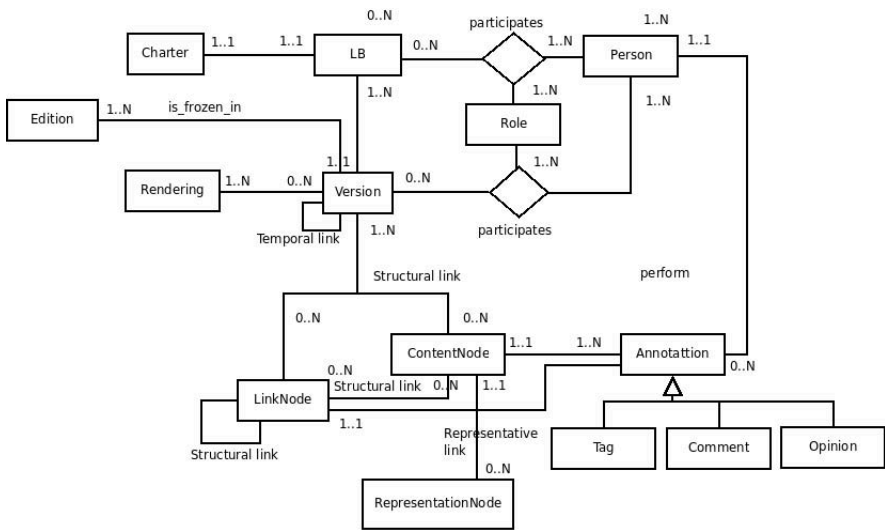 0..N
participates
1..N
Charter
1..1
1..1
LB
0..N
1..N
Person
1..1
Edition
1..N
is_frozen_in
1..N
1..N
Role
1..N
1..1
1..N
Rendering
1..N
0..N
Version
0..N
Temporal link
1..N
participates
Structural link
perform
0..N
0..N
ContentNode
1..1
1..N
Annotattion
0..N
0..N
Structural link
0..N
1..1
LinkNode
1..1
Structural link
Representative
link
Tag
Comment
Opinion
0..N
RepresentationNode